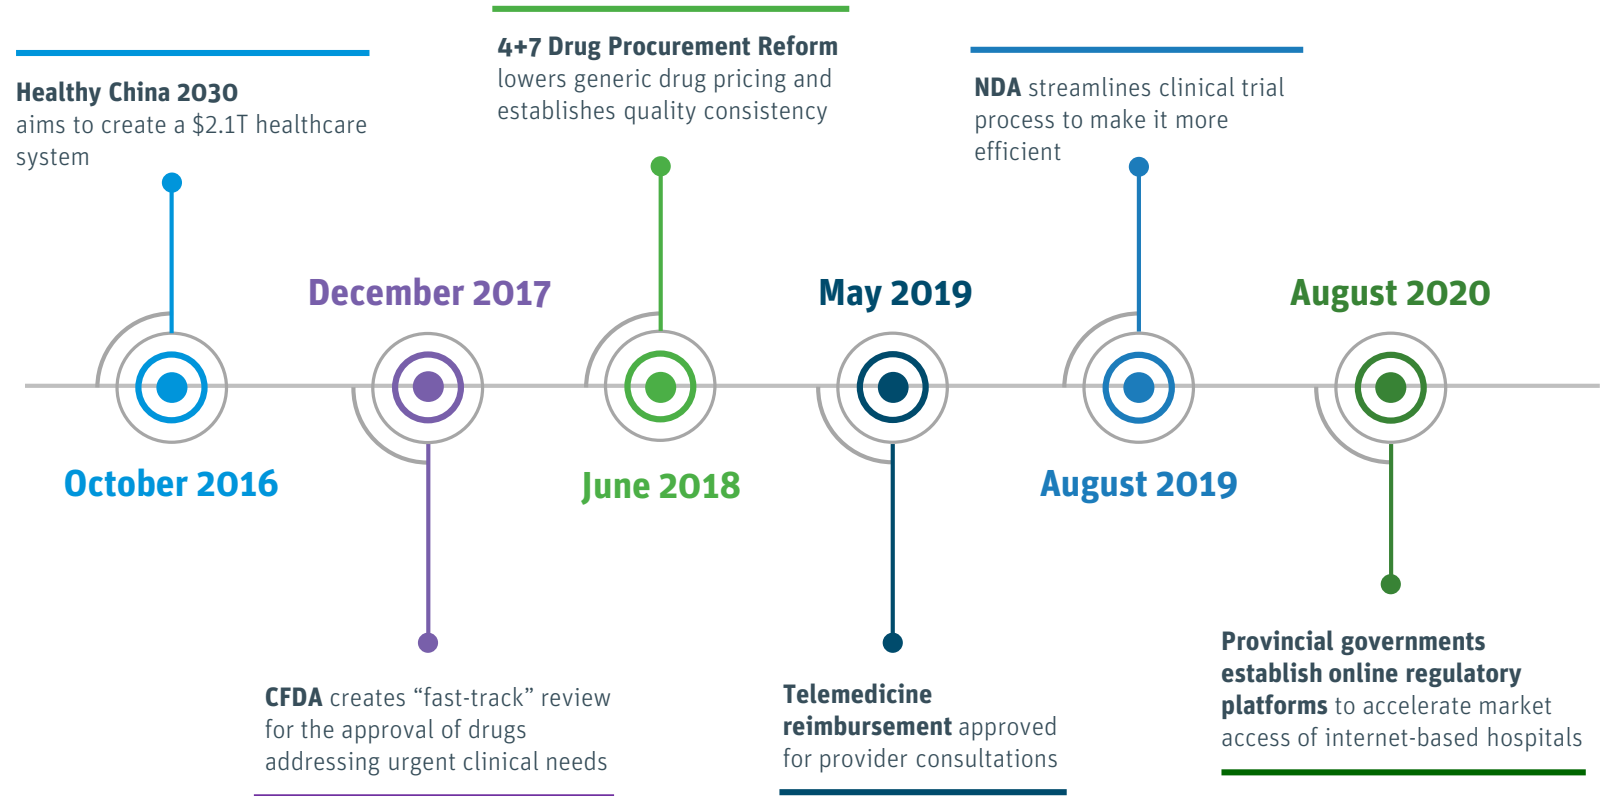 Healthy China 2030
aims to create a $2.1T healthcare
system
October 2016
December 2017
CFDA creates “fast-track” review
for the approval of drugs
addressing urgent clinical needs
4+7 Drug Procurement Reform
lowers generic drug pricing and
establishes quality consistency
June 2018
May 2019
Telemedicine
reimbursement approved
for provider consultations
NDA streamlines clinical trial
process to make it more
efficient
August 2019
August 2020
Provincial governments
establish online regulatory
platforms to accelerate market
access of internet-based hospitals